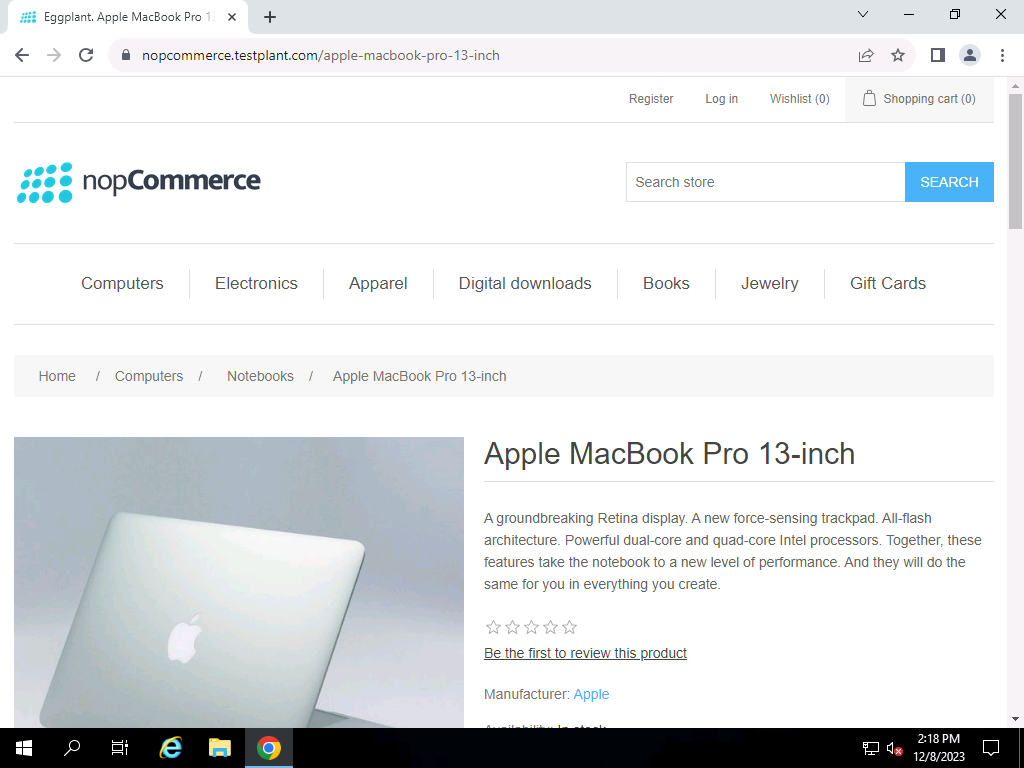 Eggplant. Apple MacBook Pro 1
nopcommerce.testplant.com/apple-macbook-pro-13-inch
Register
Log in
Wishlist (0)
Shopping cart (0)
nopCommerce
Search store
SEARCH
Computers
Electronics
Apparel
Digital downloads
Books
Jewelry
Gift Cards
Home / Computers / Notebooks / Apple MacBook Pro 13-inch
Apple MacBook Pro 13-inch
A groundbreaking Retina display. A new force-sensing trackpad. All-flash
architecture. Powerful dual-core and quad-core Intel processors. Together, these
features take the notebook to a new level of performance. And they will do the
same for you in everything you create.
Be the first to review this product
Manufacturer: Apple
Availability: In stock
2:18 PM
12/8/2023